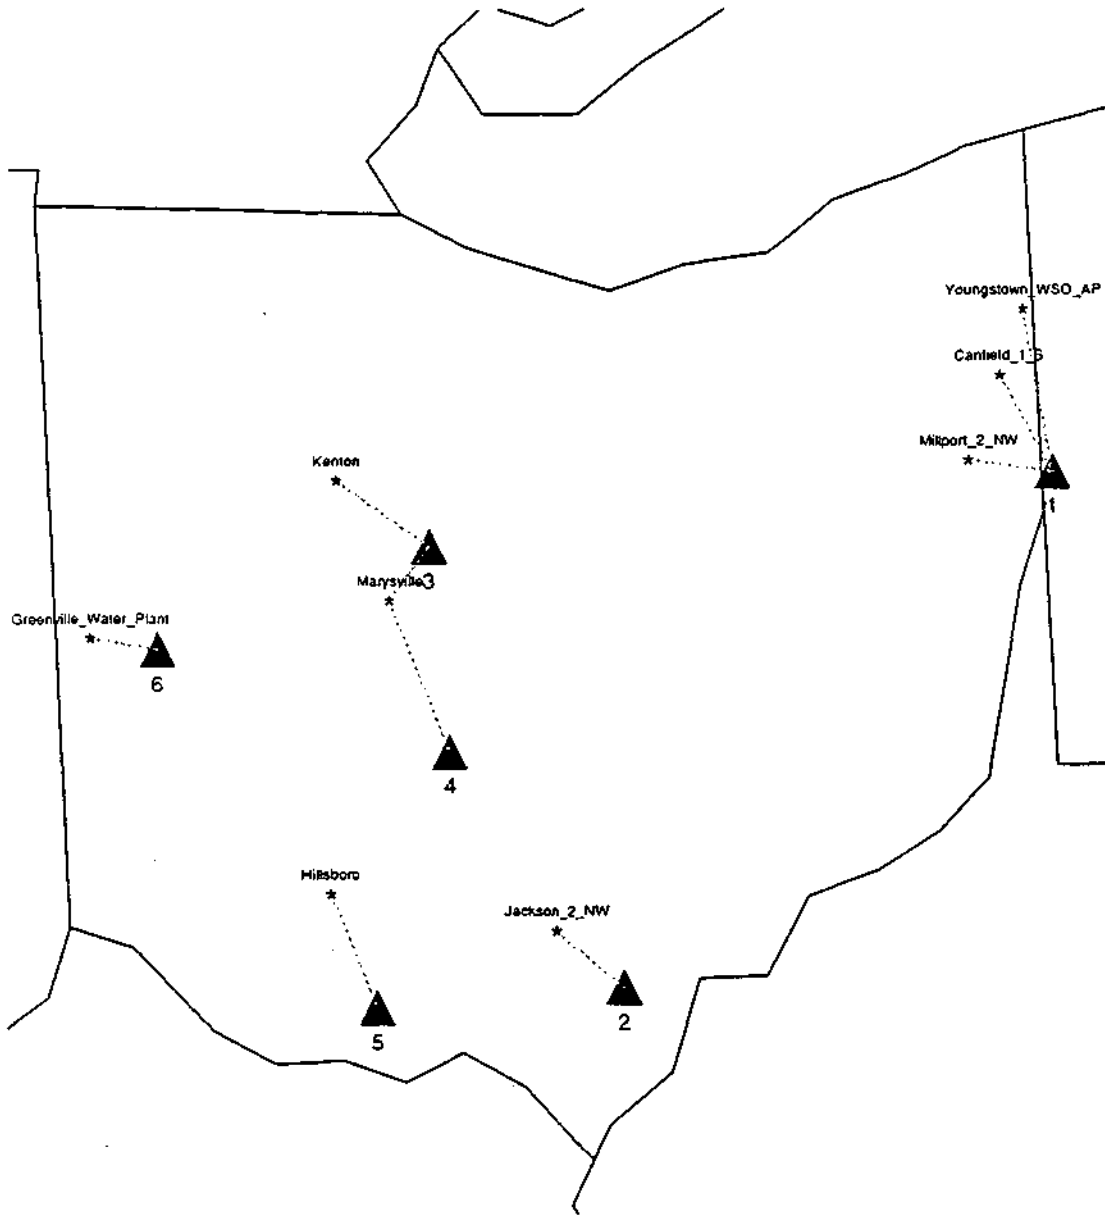 Youngstown_WSO_AP
Canfield_1_S
Millport_2_NW
1
Kenton
3
Marysville
Greenville_Water_Plant
6
4
Hillsboro
Jackson_2_NW
2
5